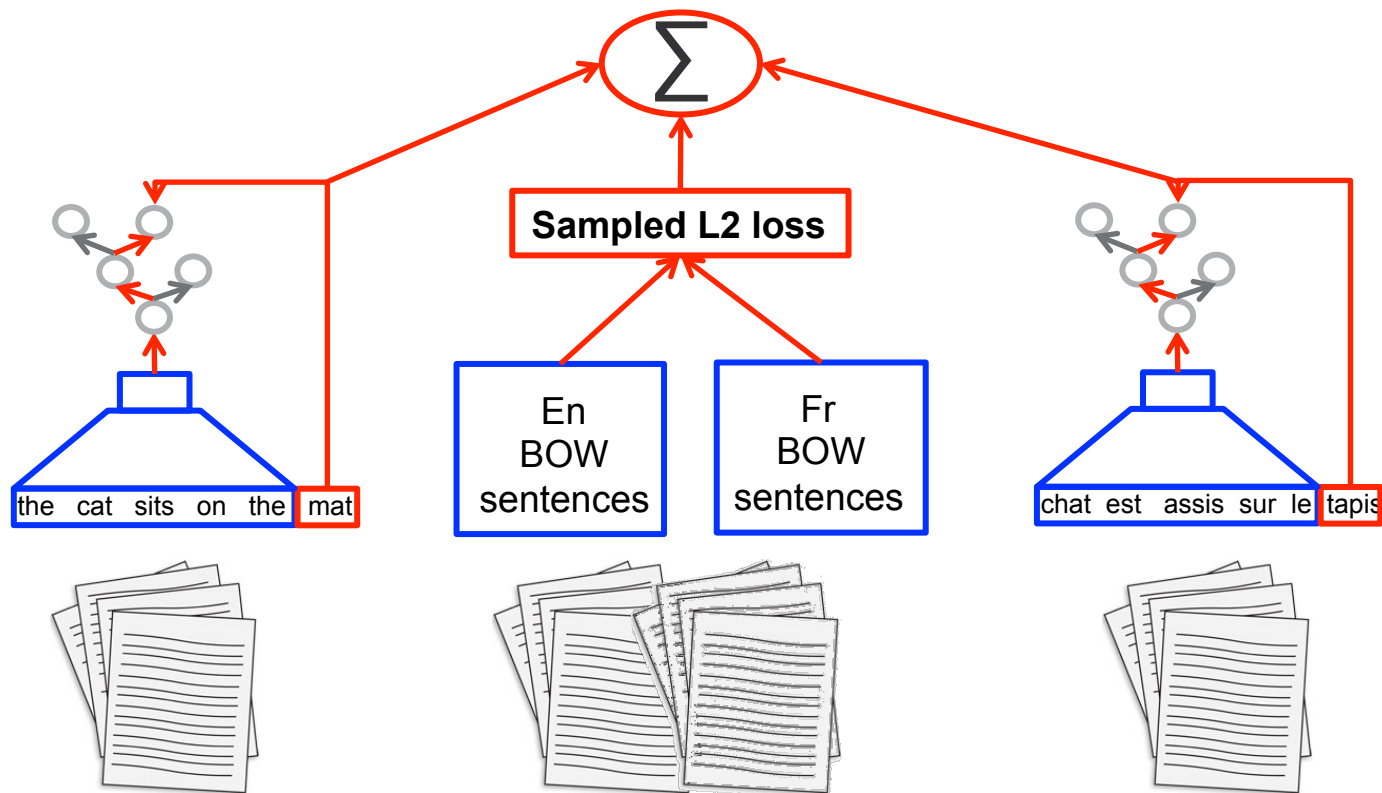 ∑
Sampled L2 loss
En
BOW
sentences
Fr
BOW
sentences
the cat sits on the mat
chat est assis sur le tapis